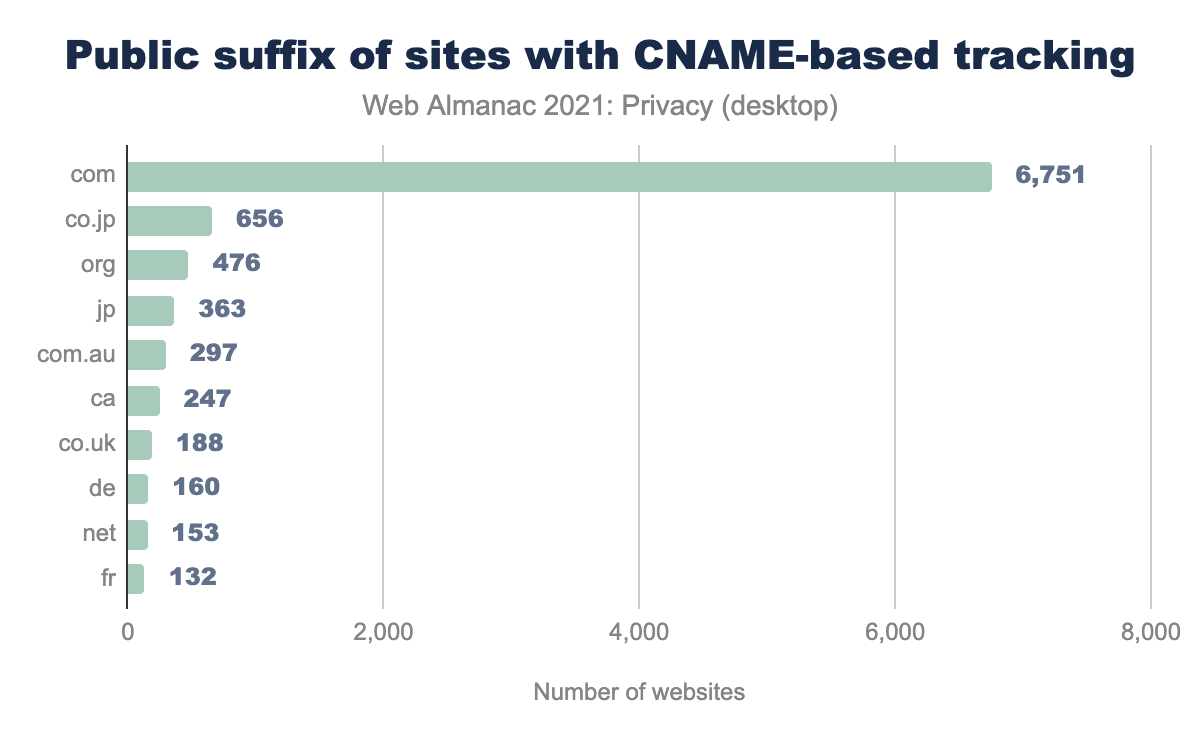 Public suffix of sites with CNAME-based tracking
Web Almanac 2021: Privacy (desktop)
com 6,751
co.jp 656
org 476
jp 363
com.au 297
ca 247
co.uk 188
de 160
net 153
fr 132
0 2,000 4,000 6,000 8,000
Number of websites